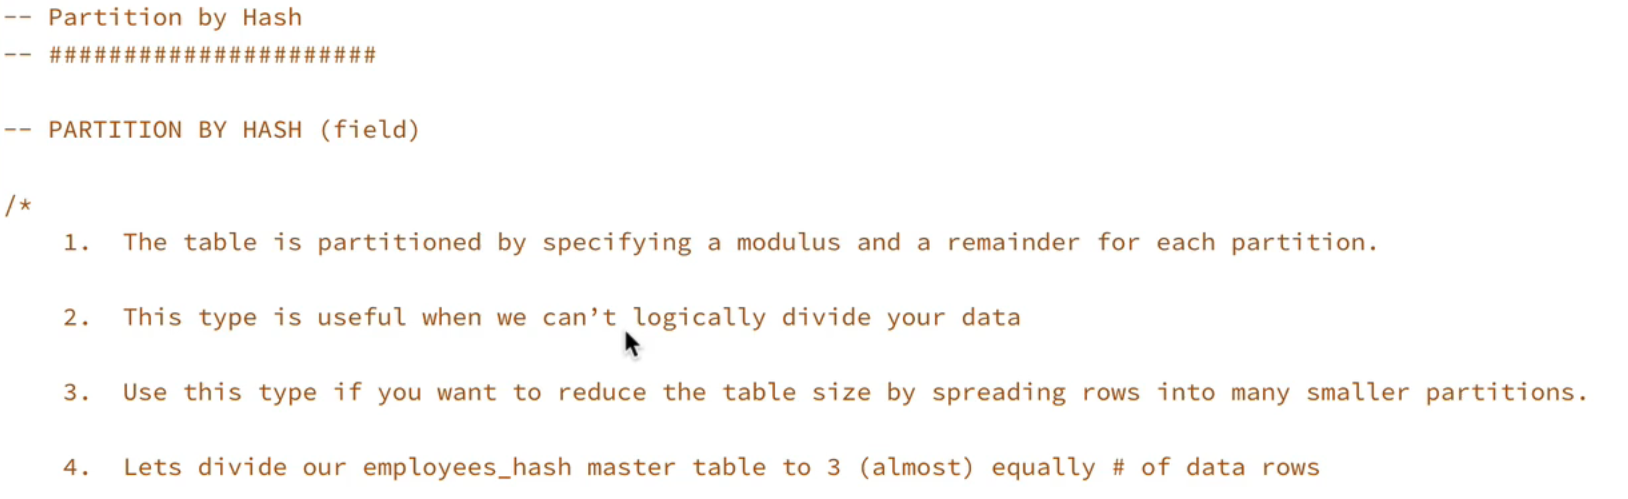 -- Partition by Hash
-- ######################
-- PARTITION BY HASH (field)
/*
1. The table is partitioned by specifying a modulus and a remainder for each partition.
2. This type is useful when we can’t logically divide your data
3. Use this type if you want to reduce the table size by spreading rows into many smaller partitions.
4. Lets divide our employees_hash master table to 3 (almost) equally # of data rows